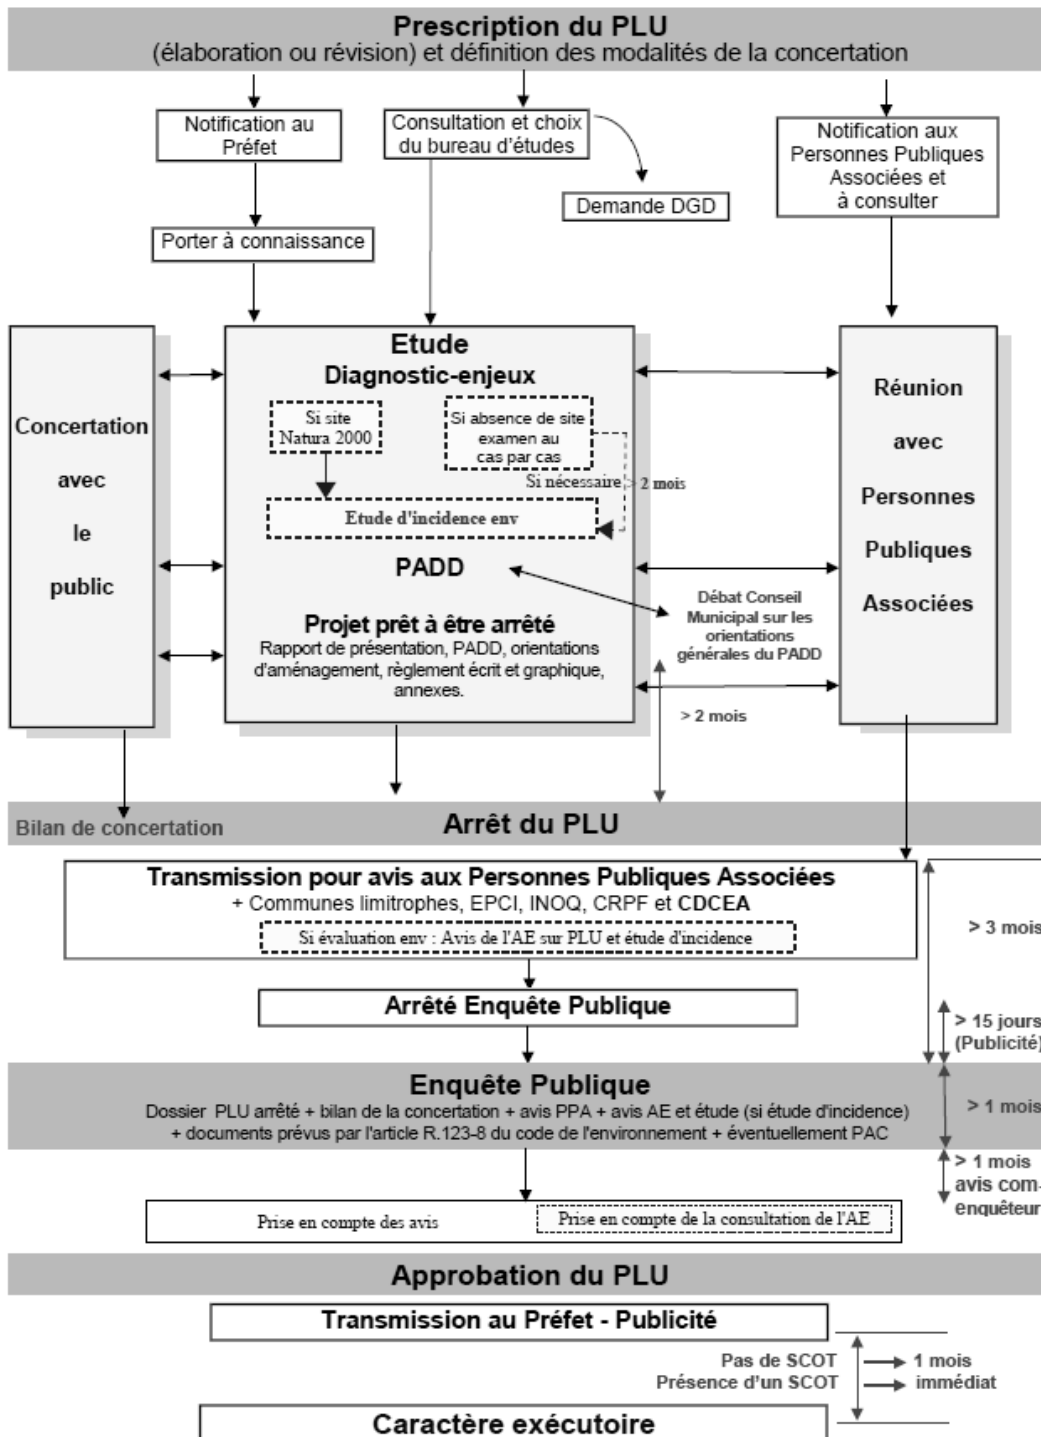 Prescription du PLU
(élaboration ou révision) et définition des modalités de la concertation
Notification au
Préfet
Consultation et choix
du bureau d'études
Notification aux
Personnes Publiques
Associées et
à consulter
Demande DGD
Porter à connaissance
Concertation
avec
le
public
Etude
Diagnostic-enjeux
Si site
Natura 2000
Si absence de site
examen au
cas par cas
Si nécessaire > 2 mois
Etude d'incidence env
PADD
Projet prêt à être arrêté
Rapport de présentation, PADD, orientations
d'aménagement, règlement écrit et graphique,
annexes.
Débat Conseil
Municipal sur les
orientations
générales du PADD
> 2 mois
Réunion
avec
Personnes
Publiques
Associées
Bilan de concertation
Arrêt du PLU
Transmission pour avis aux Personnes Publiques Associées
+ Communes limitrophes, EPCI, INOQ, CRPF et CDCEA
Si évaluation env : Avis de l'AE sur PLU et étude d'incidence
> 3 mois
Arrêté Enquête Publique
> 15 jours
(Publicité)
Enquête Publique
Dossier PLU arrêté + bilan de la concertation + avis PPA + avis AE et étude (si étude d'incidence)
+ documents prévus par l'article R.123-8 du code de l'environnement + éventuellement PAC
> 1 mois
> 1 mois
avis com-
enquêteur
Prise en compte des avis
Prise en compte de la consultation de l'AE
Approbation du PLU
Transmission au Préfet - Publicité
Pas de SCOT
1 mois
Présence d'un SCOT
immédiat
Caractère exécutoire